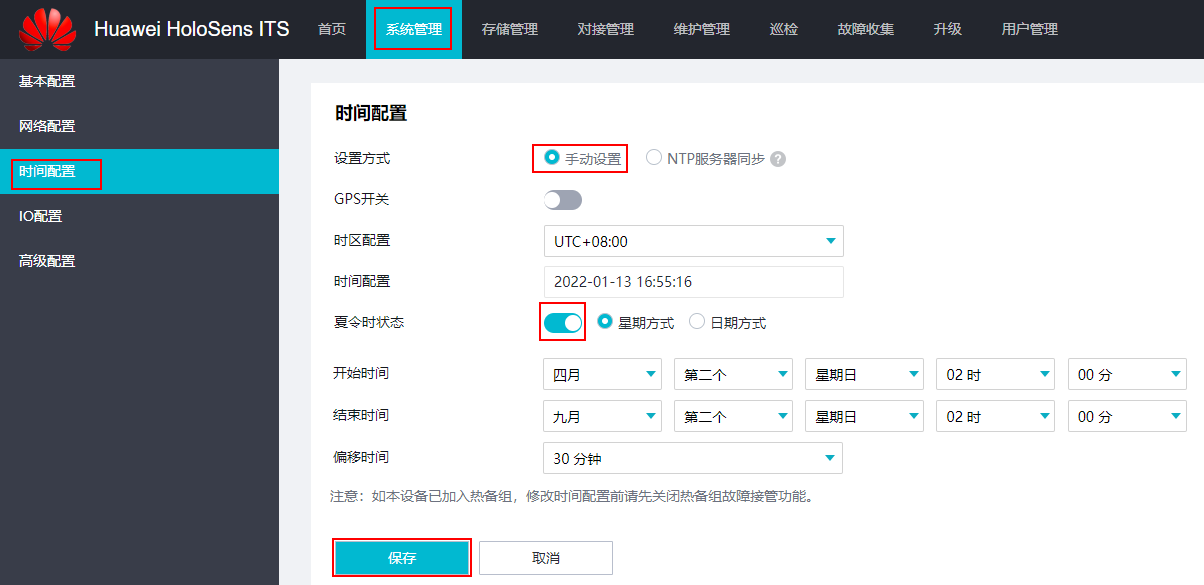 Huawei HoloSens ITS 首页 系统管理 存储管理 对接管理 维护管理 巡检 故障收集 升级 用户管理
基本配置
网络配置
时间配置
IO配置
高级配置
时间配置
设置方式 手动设置 NTP服务器同步 ?
GPS开关
时区配置 UTC+08:00
时间配置 2022-01-13 16:55:16
夏令时状态 星期方式 日期方式
开始时间 四月 第二个 星期日 02 时 00 分
结束时间 九月 第二个 星期日 02 时 00 分
偏移时间 30 分钟
注意：如本设备已加入热备组，修改时间配置前请先关闭热备组故障接管功能。
保存 取消